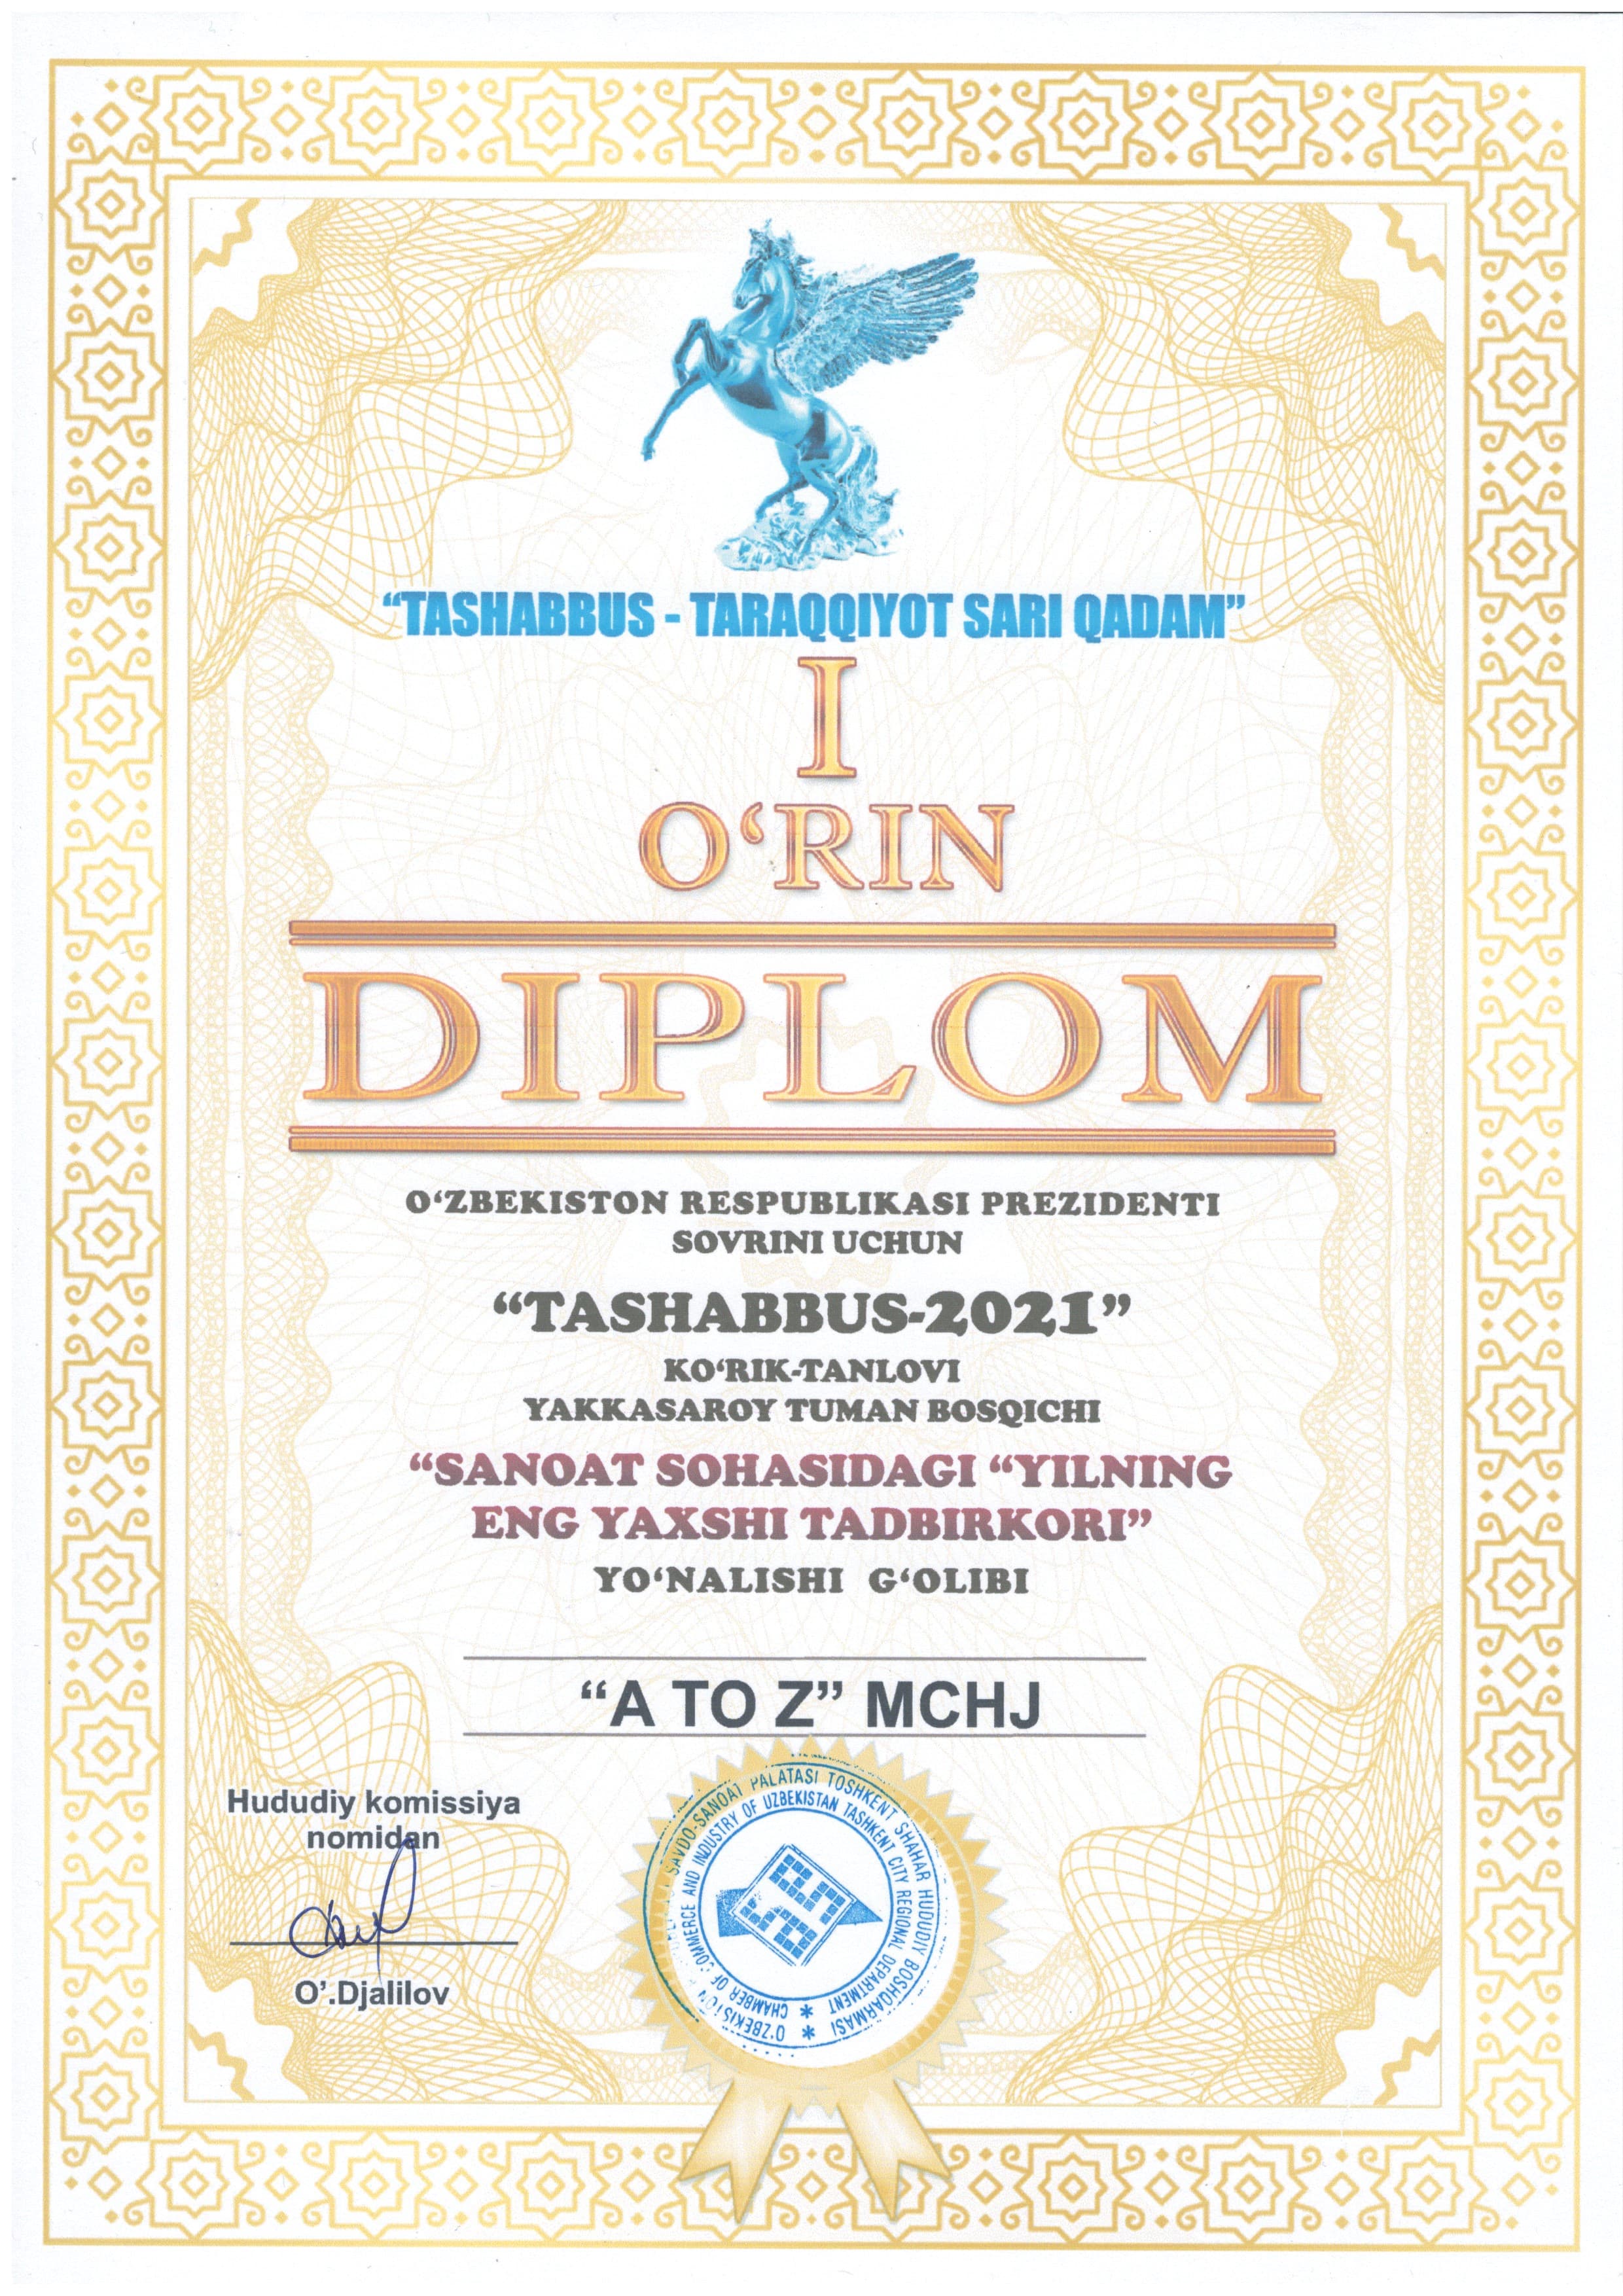 “TASHABBUS - TARAQQIYOT SARI QADAM”
I
O‘RIN
DIPLOM
O‘ZBEKISTON RESPUBLIKASI PREZIDENTI
SOVRINI UCHUN
“TASHABBUS-2021”
KO‘RIK-TANLOVI
YAKKASAROY TUMAN BOSQICHI
“SANOAT SOHASIDAGI “YILNING
ENG YAXSHI TADBIRKORI”
YO‘NALISHI G‘OLIBI
“A TO Z” MCHJ
Hududiy komissiya
nomidan
O’.Djalilov
O'ZBEKISTON SAVDO-SANOAT PALATASI TOSHKENT SHAHAR HUDUDIY BOSHQARMASI
CHAMBER OF COMMERCE AND INDUSTRY OF UZBEKISTAN TASHKENT CITY REGIONAL DEPARTMENT